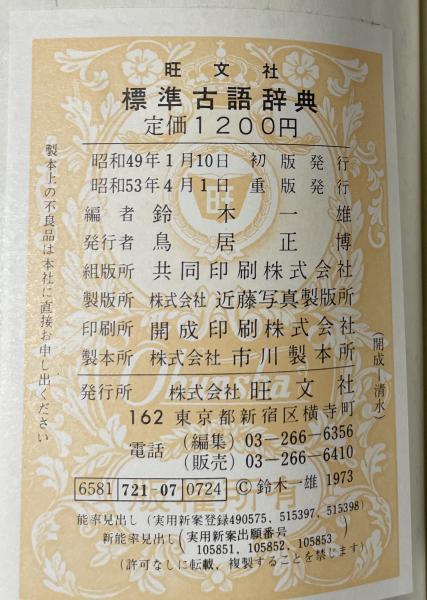 旺文社
標準古語辞典
定価1200円
昭和49年1月10日 初版発行
昭和53年4月1日 重版発行
編者 鈴木一雄
発行者 鳥居正博
組版所 共同印刷株式会社
製版所 株式会社 近藤写真製版所
印刷所 開成印刷株式会社
製本所 株式会社 市川製本所
(開成―清水)
発行所 株式会社 旺文社
162 東京都新宿区横寺町
電話 (編集) 03-266-6356
(販売) 03-266-6410
6581 721-07 0724 ©鈴木一雄 1973
能率見出し (実用新案登録490575, 515397, 515398)
新能率見出し(実用新案出願番号
105851, 105852, 105853)
(許可なしに転載,複製することを禁じます)
製本上の不良品は本社に直接お申し出ください
Obunsha